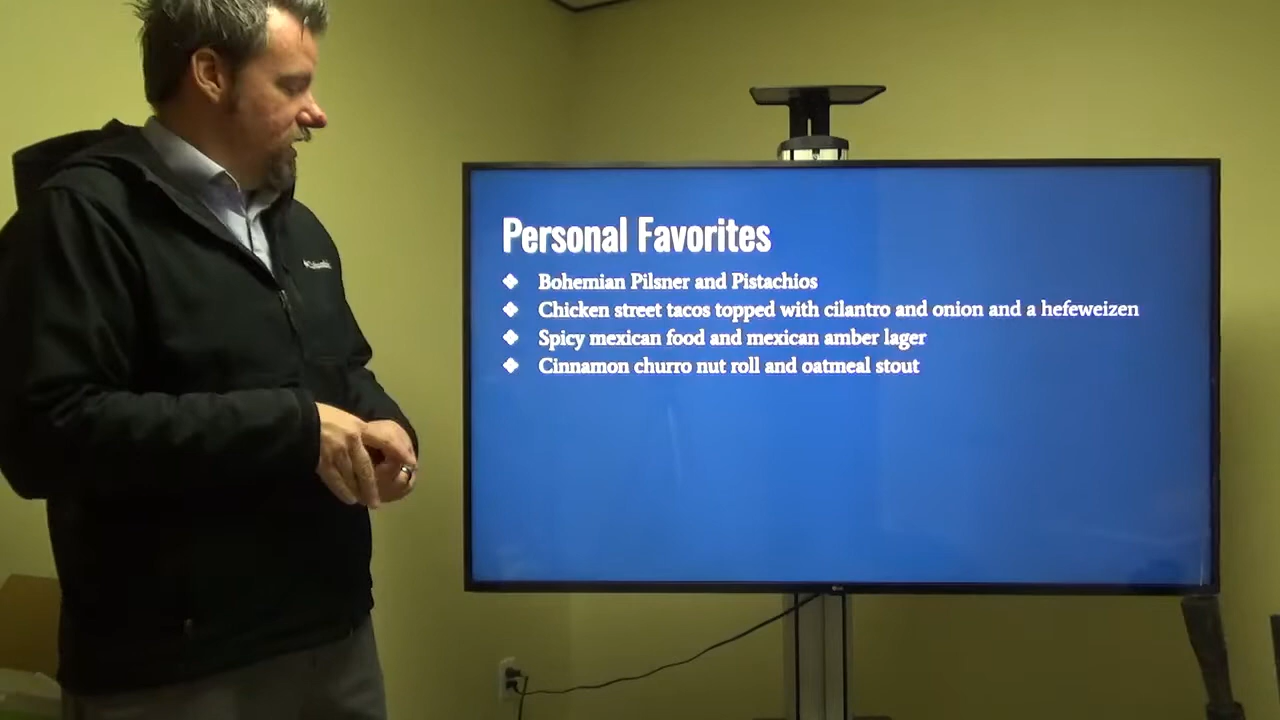 Columbia
Personal Favorites
❖ Bohemian Pilsner and Pistachios
❖ Chicken street tacos topped with cilantro and onion and a hefeweizen
❖ Spicy mexican food and mexican amber lager
❖ Cinnamon churro nut roll and oatmeal stout